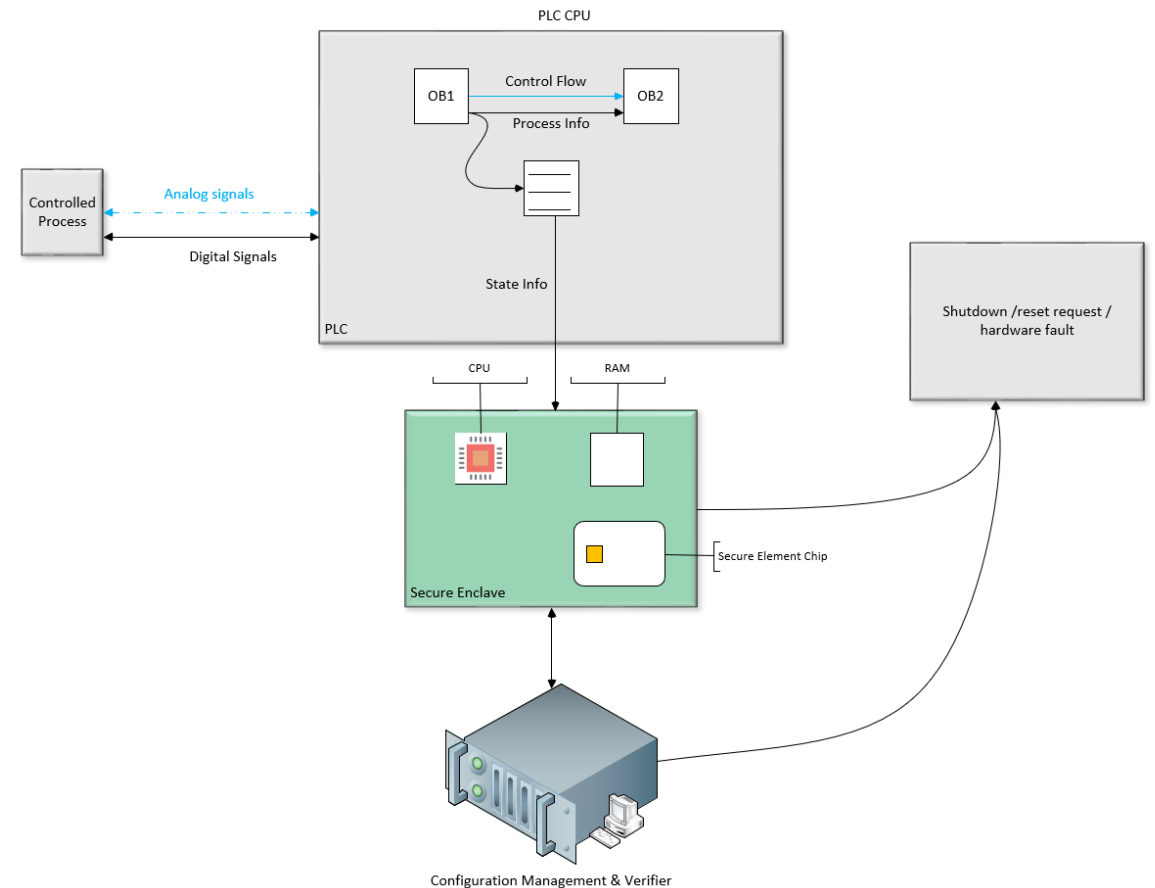 PLC CPU
OB1
Control Flow
OB2
Process Info
Controlled
Process
Analog signals
Digital Signals
State Info
PLC
Shutdown /reset request /
hardware fault
CPU
RAM
Secure Element Chip
Secure Enclave
Configuration Management & Verifier